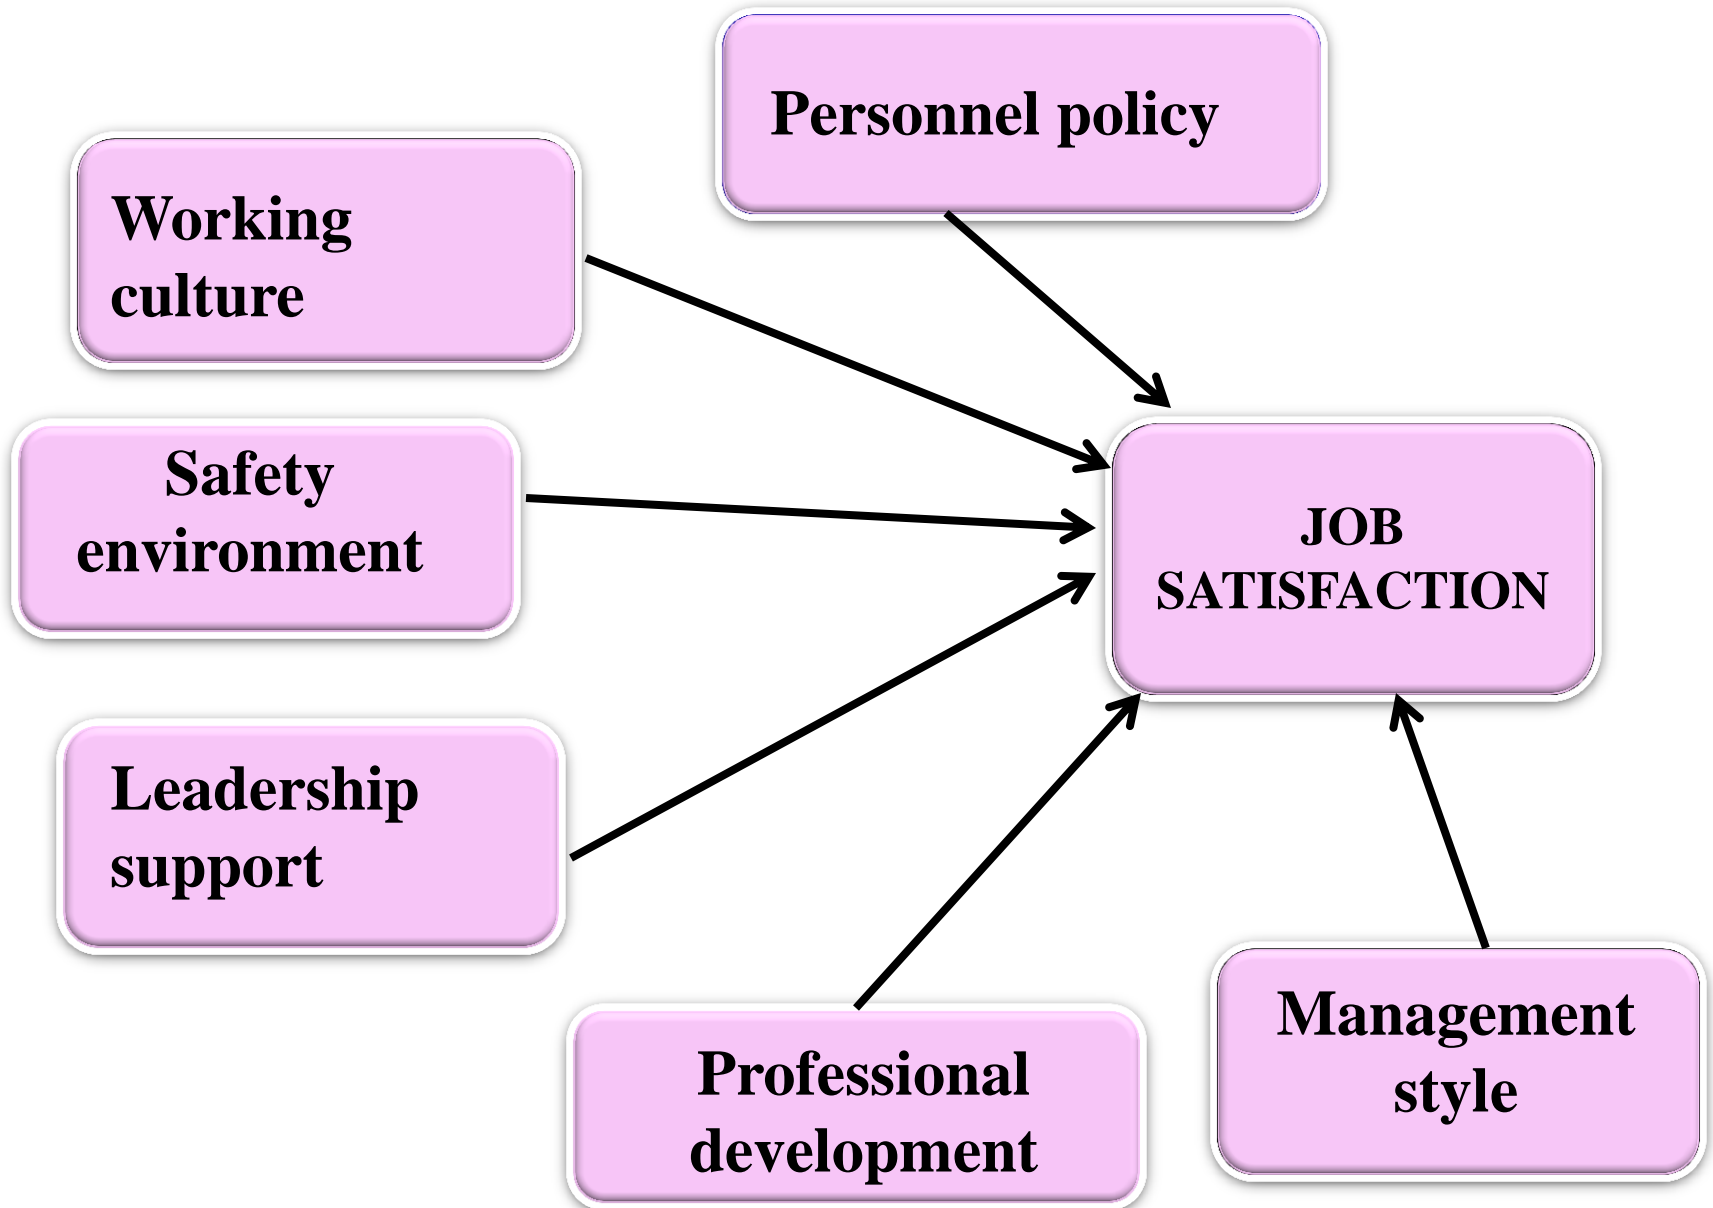 Personnel policy
Working
culture
Safety
environment
JOB
SATISFACTION
Leadership
support
Management
style
Professional
development